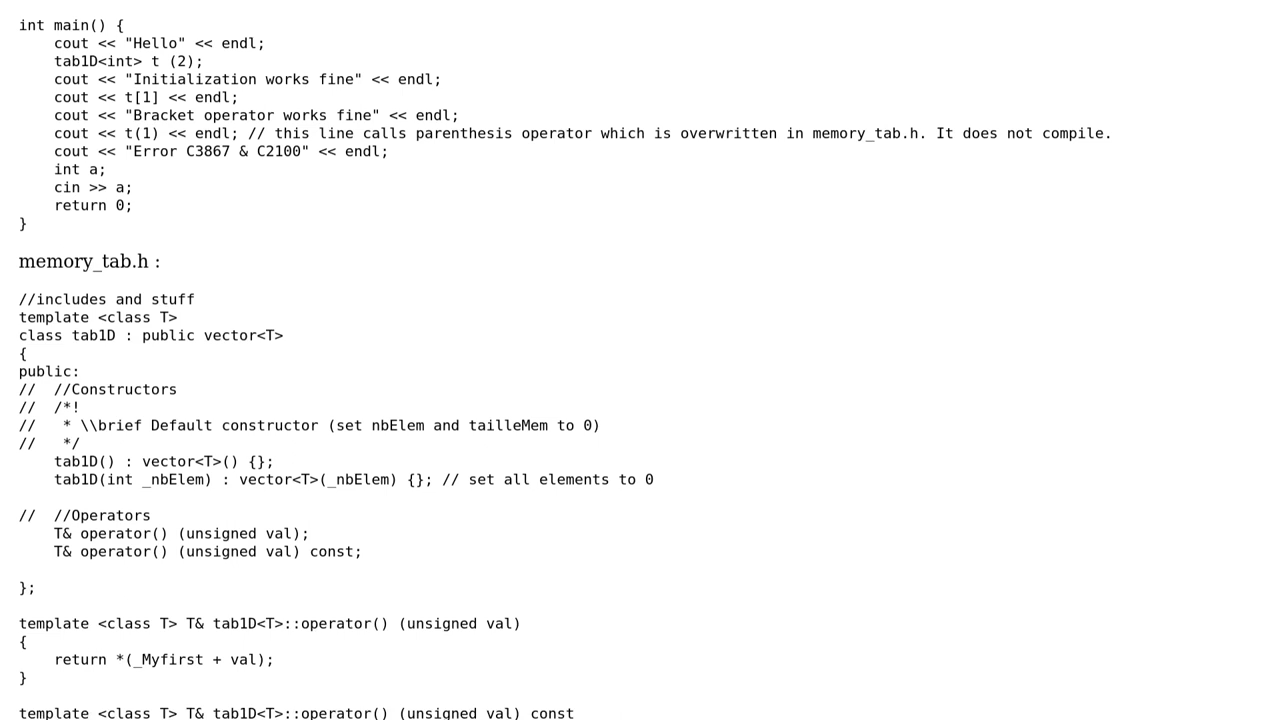 int main() {
    cout << "Hello" << endl;
    tab1D<int> t (2);
    cout << "Initialization works fine" << endl;
    cout << t[1] << endl;
    cout << "Bracket operator works fine" << endl;
    cout << t(1) << endl; // this line calls parenthesis operator which is overwritten in memory_tab.h. It does not compile.
    cout << "Error C3867 & C2100" << endl;
    int a;
    cin >> a;
    return 0;
}
memory_tab.h :
//includes and stuff
template <class T>
class tab1D : public vector<T>
{
public:
//  //Constructors
//  /*!
//   * \\brief Default constructor (set nbElem and tailleMem to 0)
//   */
    tab1D() : vector<T>() {};
    tab1D(int _nbElem) : vector<T>(_nbElem) {}; // set all elements to 0

//  //Operators
    T& operator() (unsigned val);
    T& operator() (unsigned val) const;

};

template <class T> T& tab1D<T>::operator() (unsigned val)
{
    return *(_Myfirst + val);
}

template <class T> T& tab1D<T>::operator() (unsigned val) const